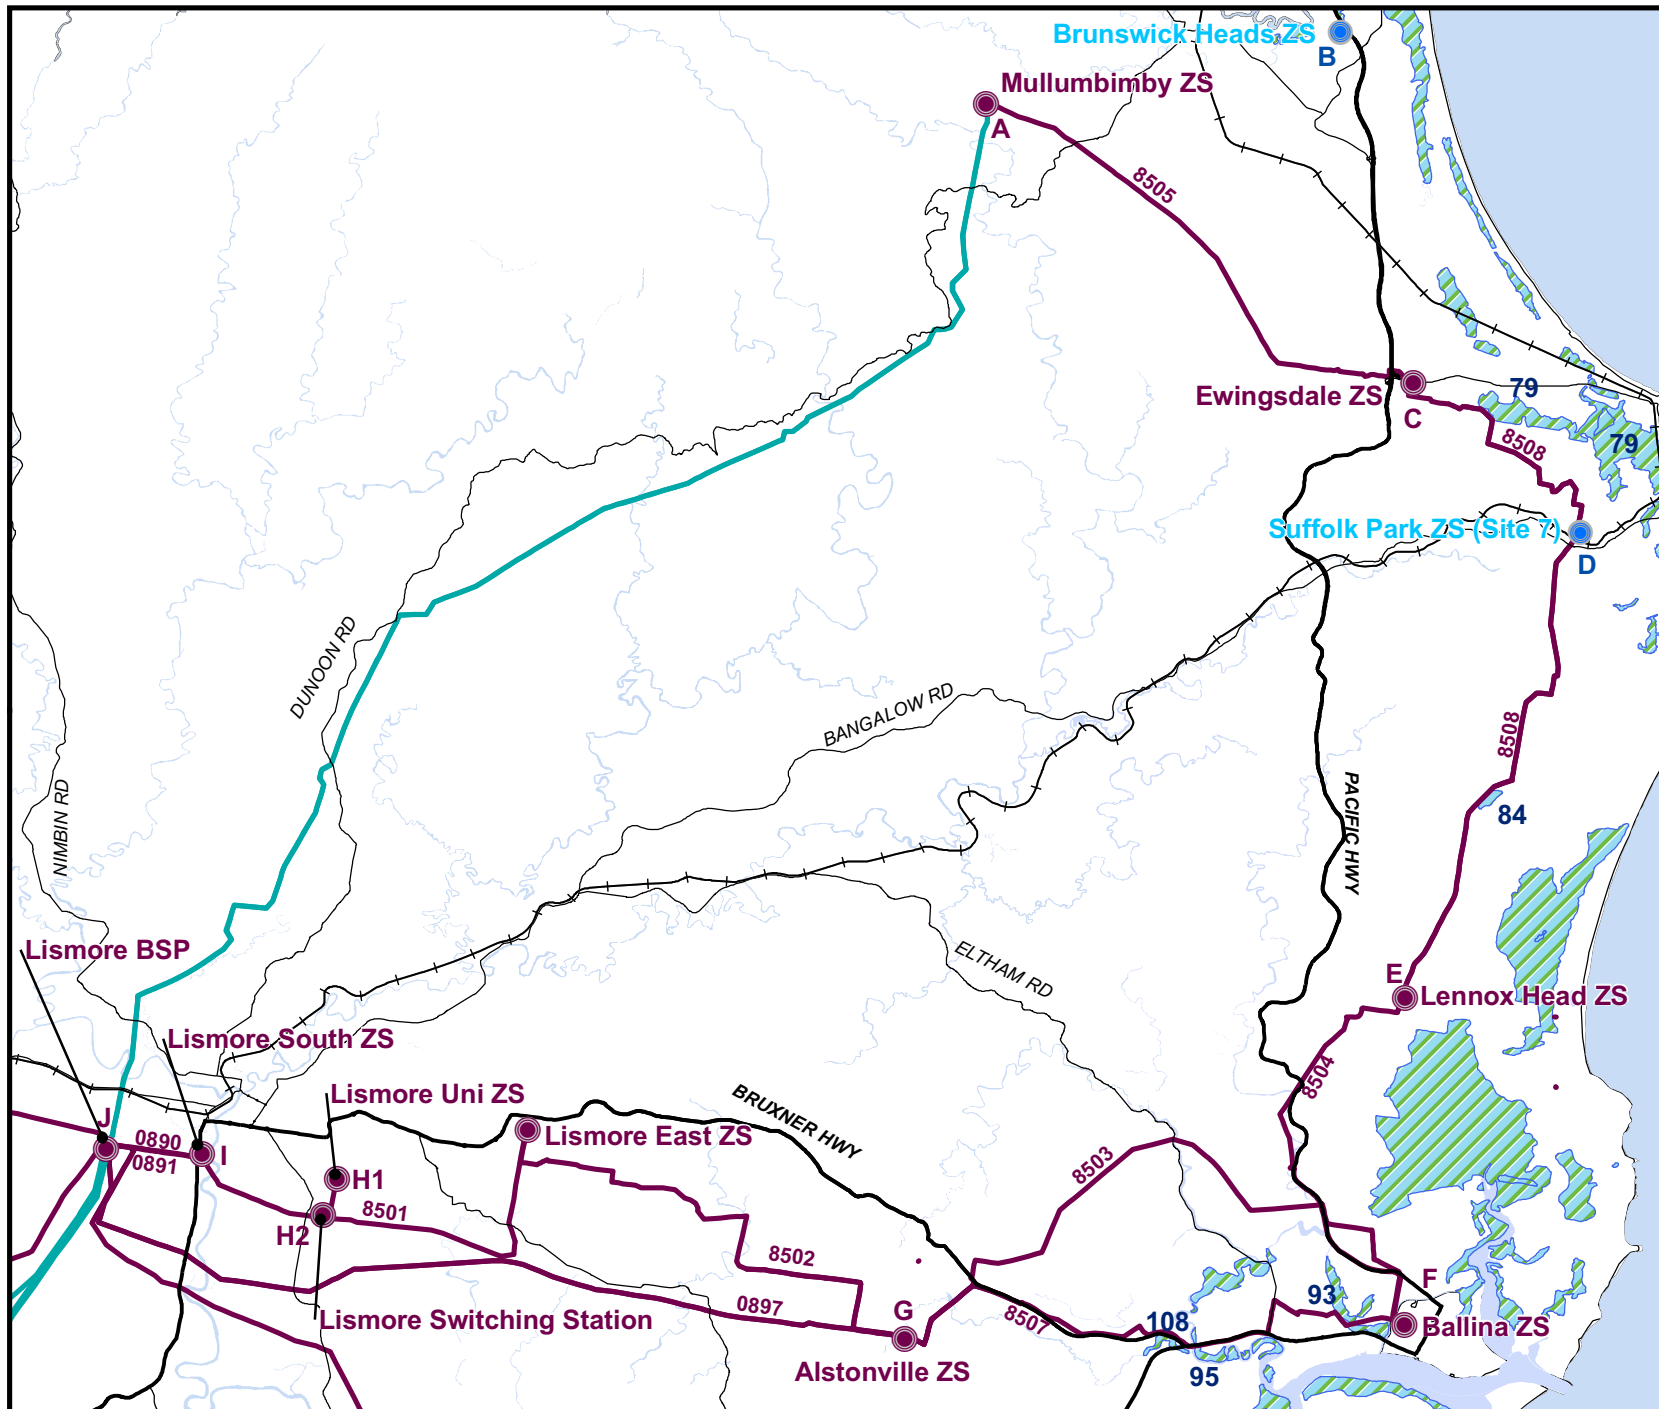 Brunswick Heads ZS
B
Mullumbimby ZS
A
8505
79
Ewingsdale ZS
C
8508
79
Suffolk Park ZS (Site 7)
D
DUNOON RD
BANGALOW RD
8508
NIMBIN RD
PACIFIC HWY
84
Lismore BSP
ELTHAM RD
E
Lennox Head ZS
Lismore South ZS
8504
Lismore Uni ZS
BRUXNER HWY
J
0890
0891
I
Lismore East ZS
H1
8503
8501
H2
8502
F
0897
G
8507
108
93
Lismore Switching Station
Ballina ZS
Alstonville ZS
95